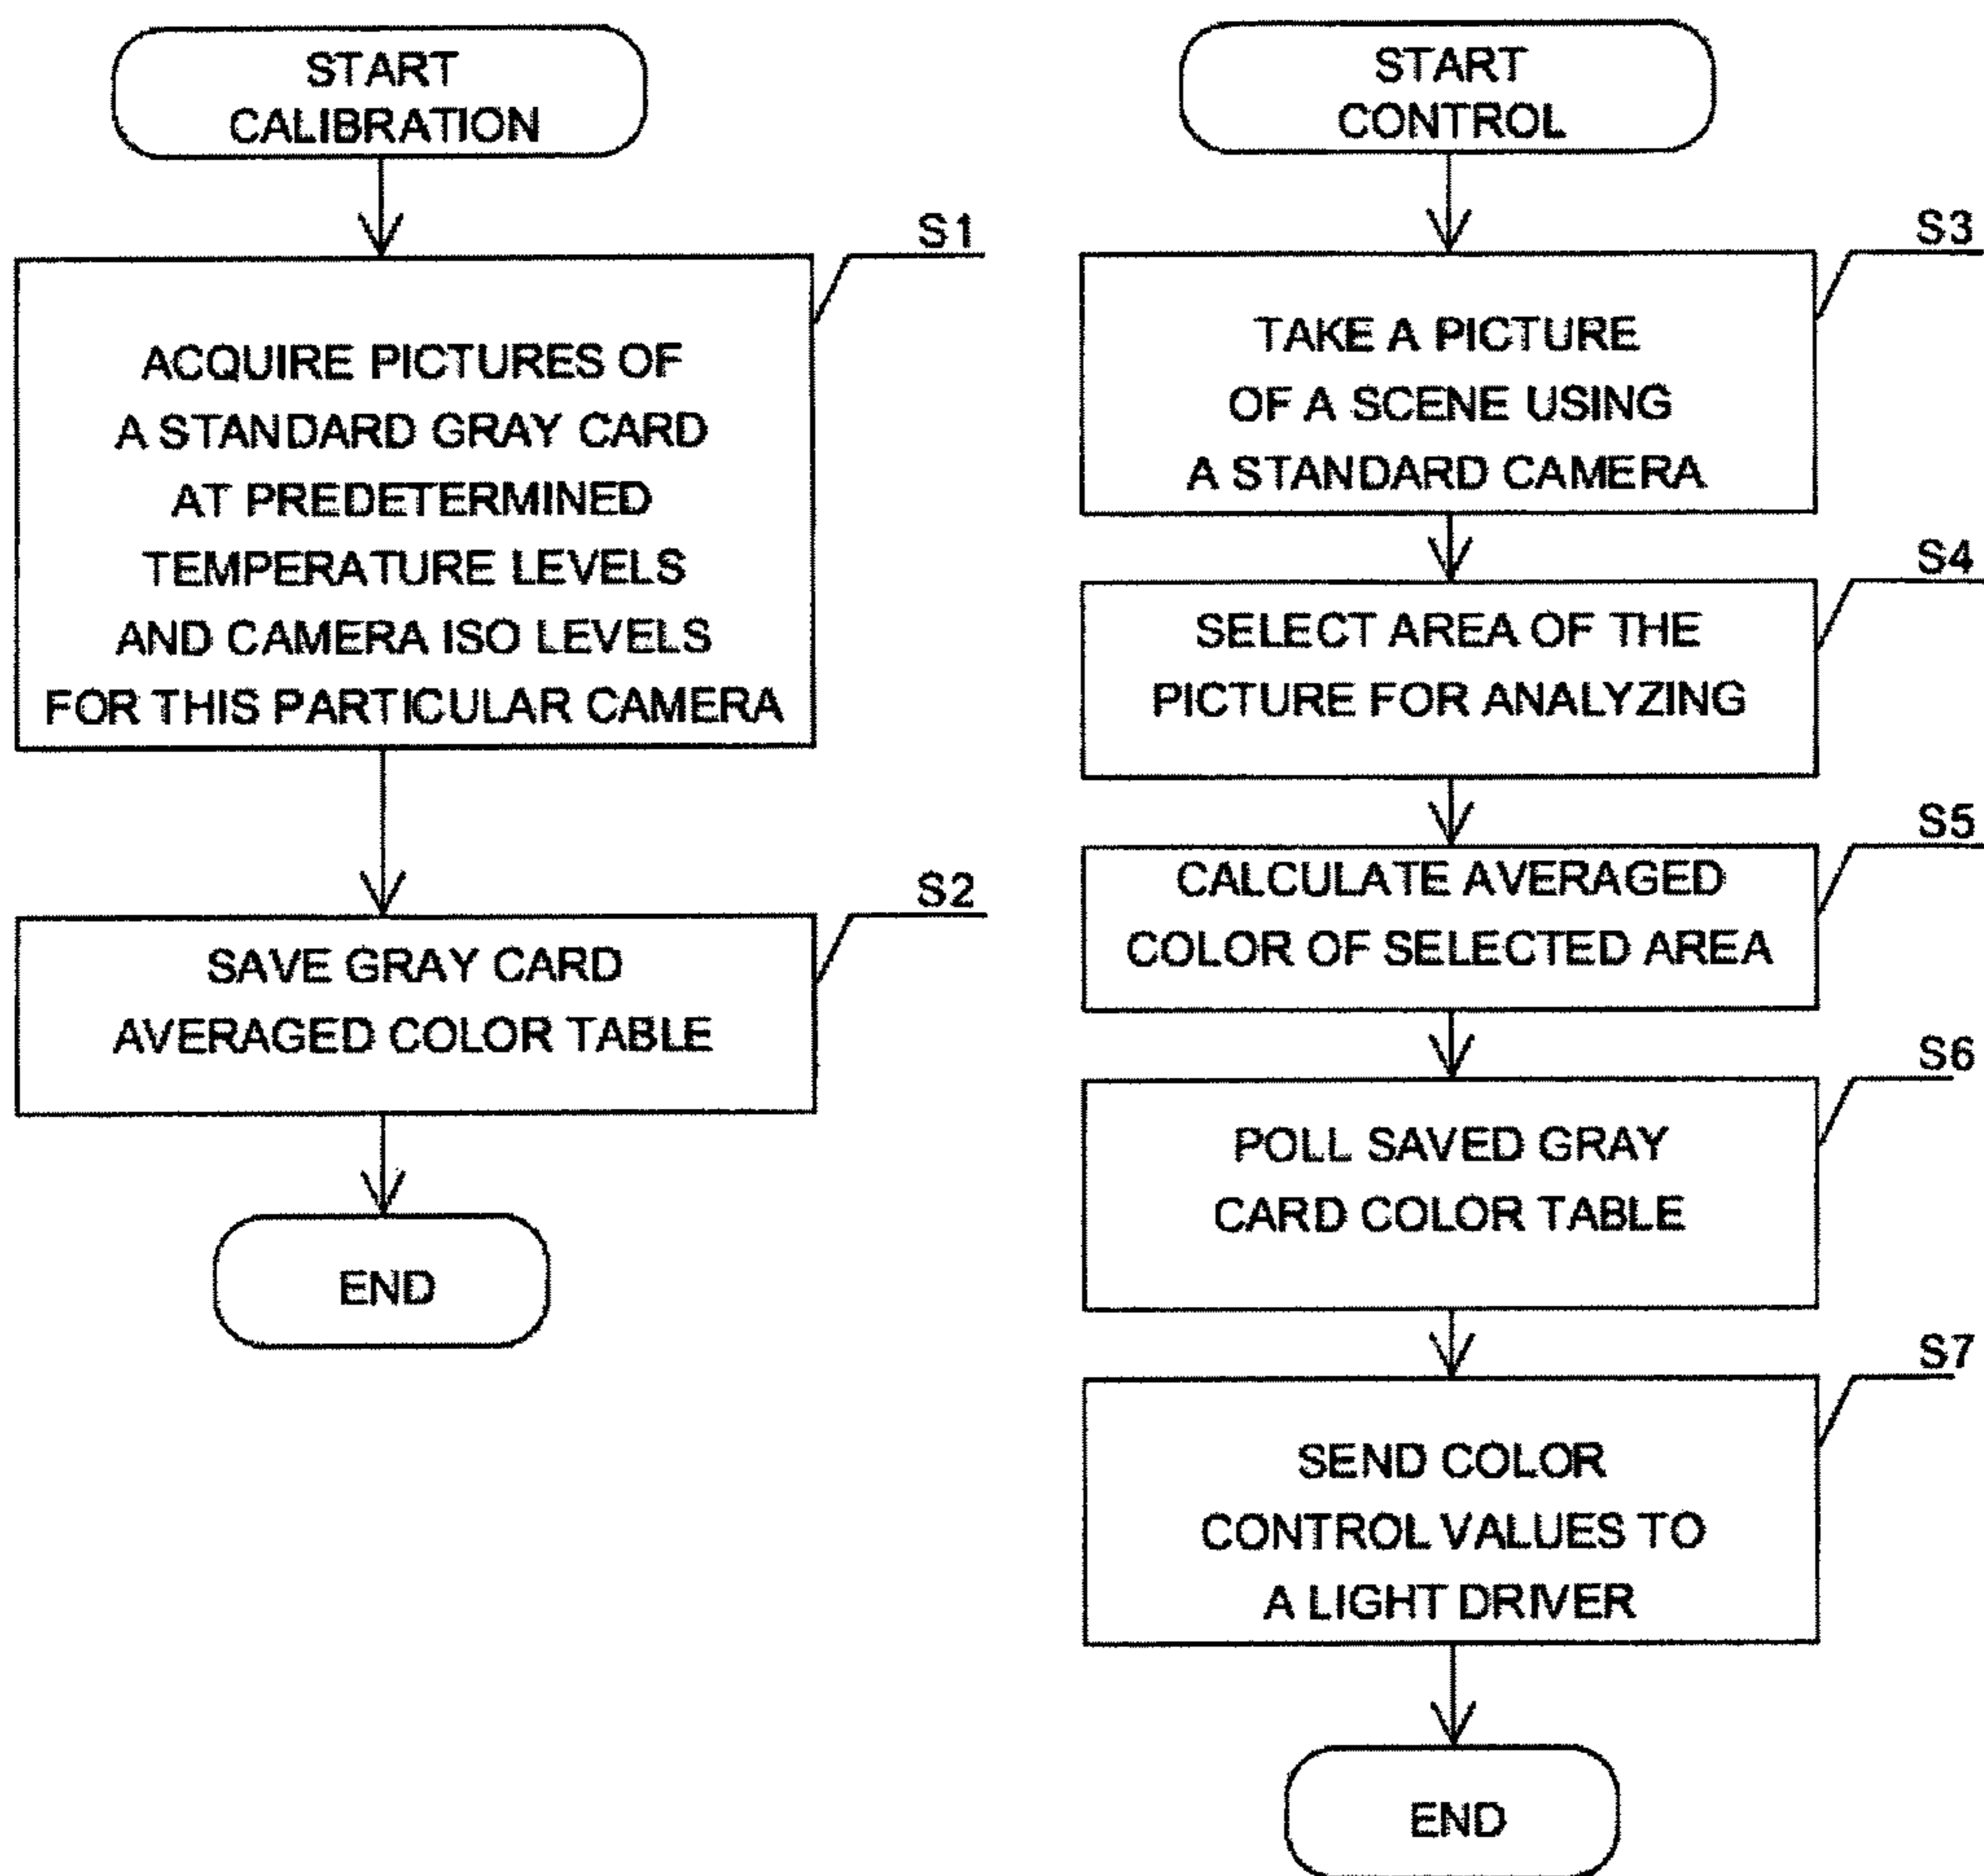 START
CALIBRATION
S1
ACQUIRE PICTURES OF
A STANDARD GRAY CARD
AT PREDETERMINED
TEMPERATURE LEVELS
AND CAMERA ISO LEVELS
FOR THIS PARTICULAR CAMERA
S2
SAVE GRAY CARD
AVERAGED COLOR TABLE
END
START
CONTROL
S3
TAKE A PICTURE
OF A SCENE USING
A STANDARD CAMERA
S4
SELECT AREA OF THE
PICTURE FOR ANALYZING
S5
CALCULATE AVERAGED
COLOR OF SELECTED AREA
S6
POLL SAVED GRAY
CARD COLOR TABLE
S7
SEND COLOR
CONTROL VALUES TO
A LIGHT DRIVER
END